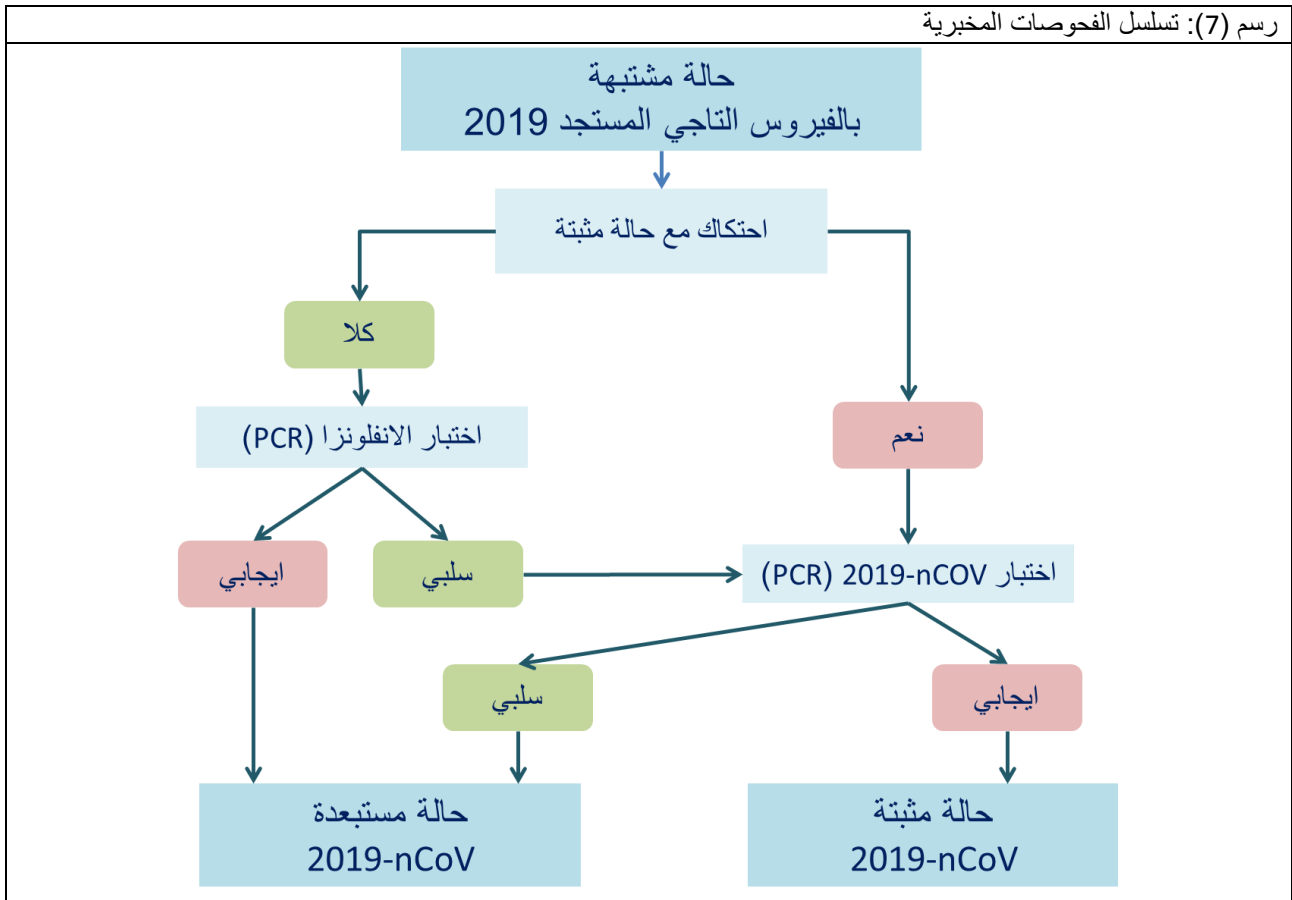 رسم (7): تسلسل الفحوصات المخبرية
حالة مشتبهة
بالفيروس التاجي المستجد 2019
احتكاك مع حالة مثبتة
كلا
نعم
اختبار الانفلونزا (PCR)
ايجابي
سلبي
اختبار 2019-nCOV (PCR)
سلبي
ايجابي
حالة مستبعدة
2019-nCoV
حالة مثبتة
2019-nCoV